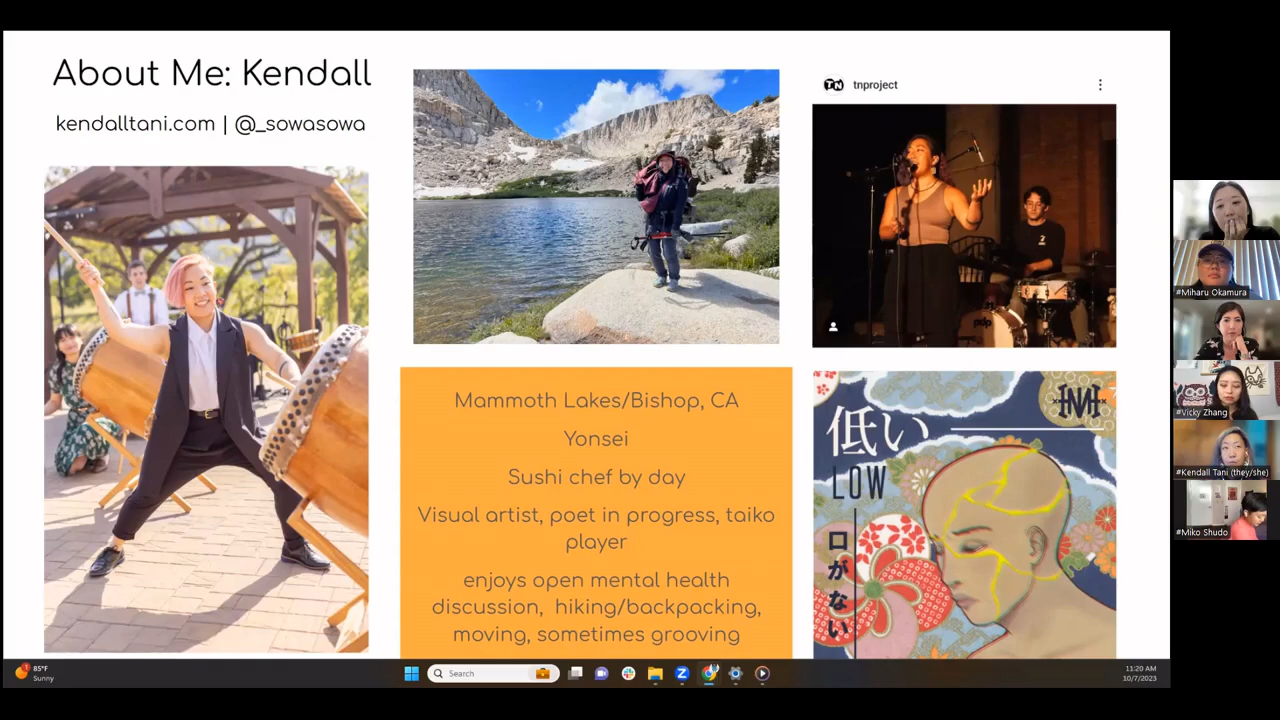 About Me: Kendall
kendalltani.com | @_sowasowa
TN tnproject
Mammoth Lakes/Bishop, CA
Yonsei
Sushi chef by day
Visual artist, poet in progress, taiko
player
enjoys open mental health
discussion, hiking/backpacking,
moving, sometimes grooving
低い
LOW
口がない
#Miharu Okamura
#Vicky Zhang
#Kendall Tani (they/she)
#Miko Shudo
1
85°F
Sunny
Search
11:20 AM
10/7/2023